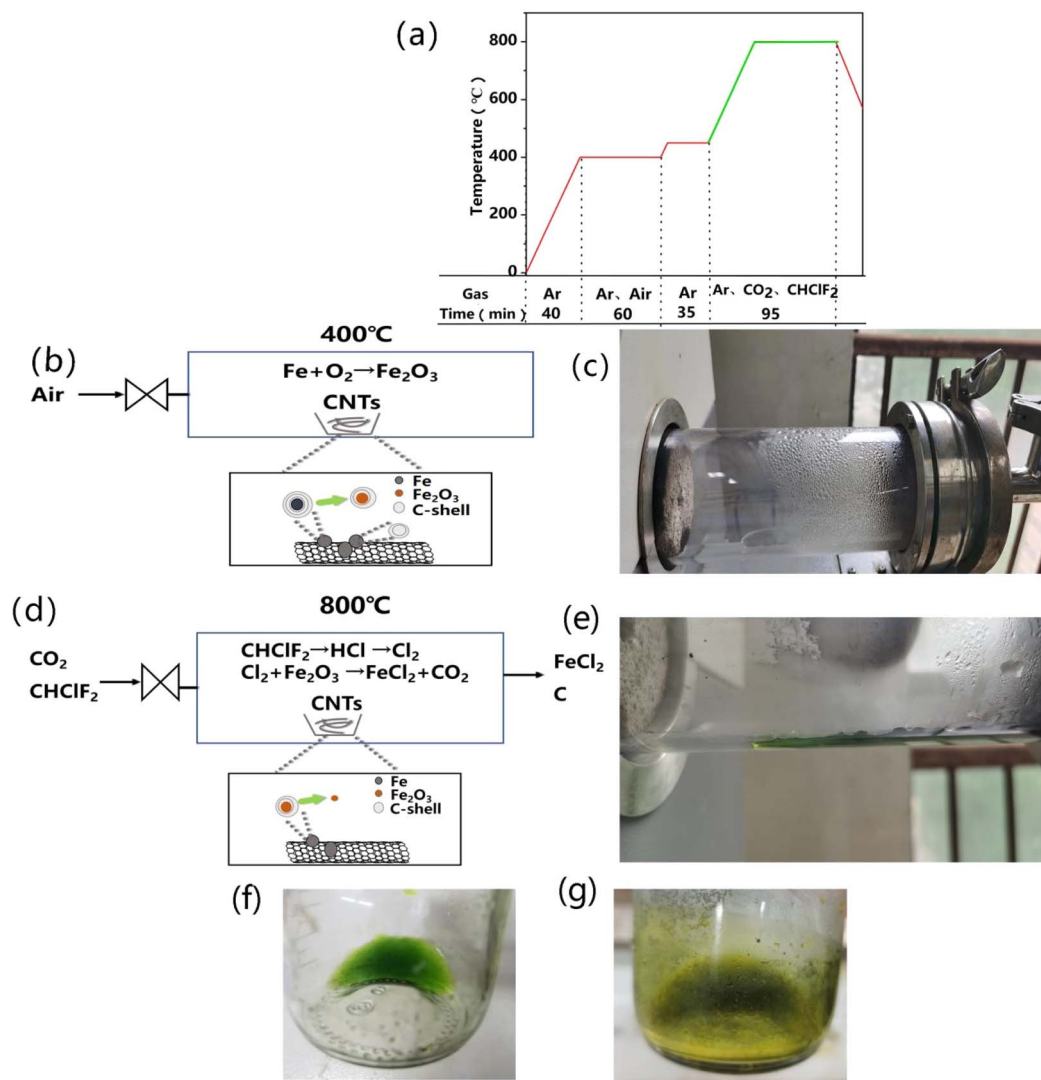 (a)
Temperature（℃）
800
600
400
200
0
Gas Ar Ar、Air Ar Ar、CO₂、CHClF₂
Time（min） 40 60 35 95
(b)
400℃
Air
Fe+O₂→Fe₂O₃
CNTs
Fe
Fe₂O₃
C-shell
(c)
(d)
800℃
CO₂
CHClF₂
CHClF₂→HCl →Cl₂
Cl₂+Fe₂O₃ →FeCl₂+CO₂
CNTs
FeCl₂
C
Fe
Fe₂O₃
C-shell
(e)
(f)
(g)